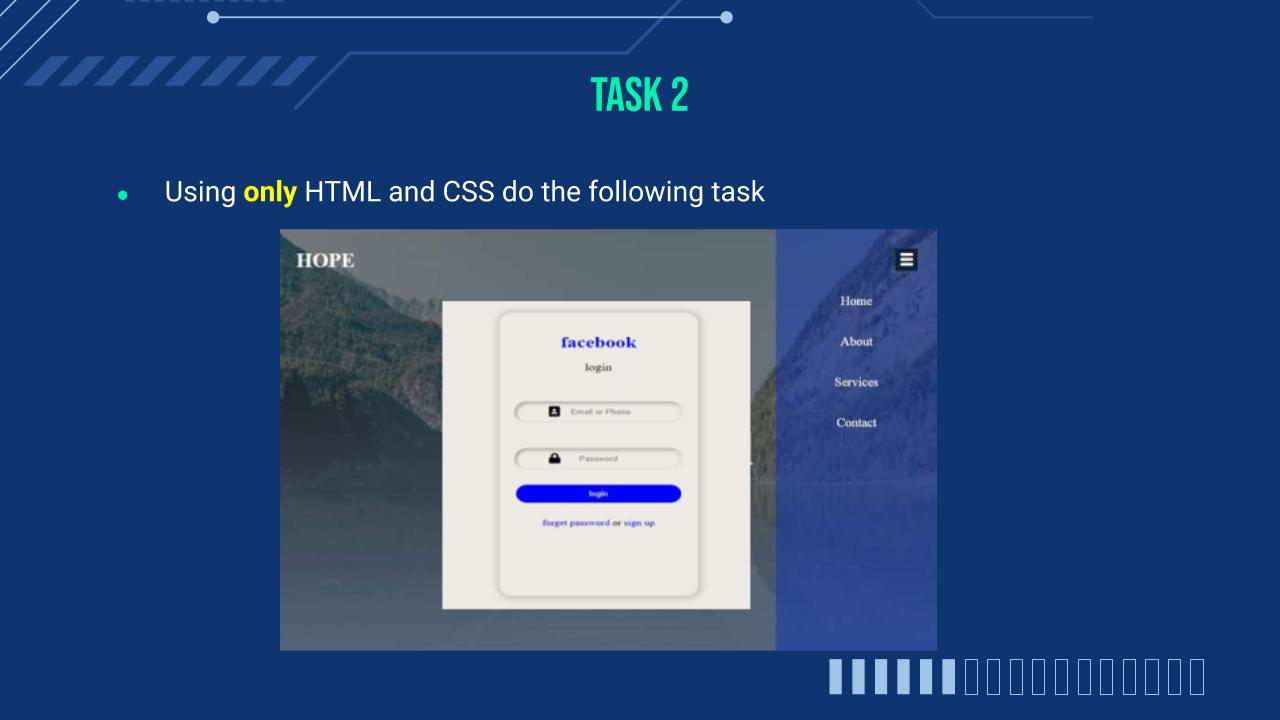 TASK 2
Using only HTML and CSS do the following task
HOPE
Home
About
Services
Contact
facebook
login
Email or Phone
Password
login
forget password or sign up